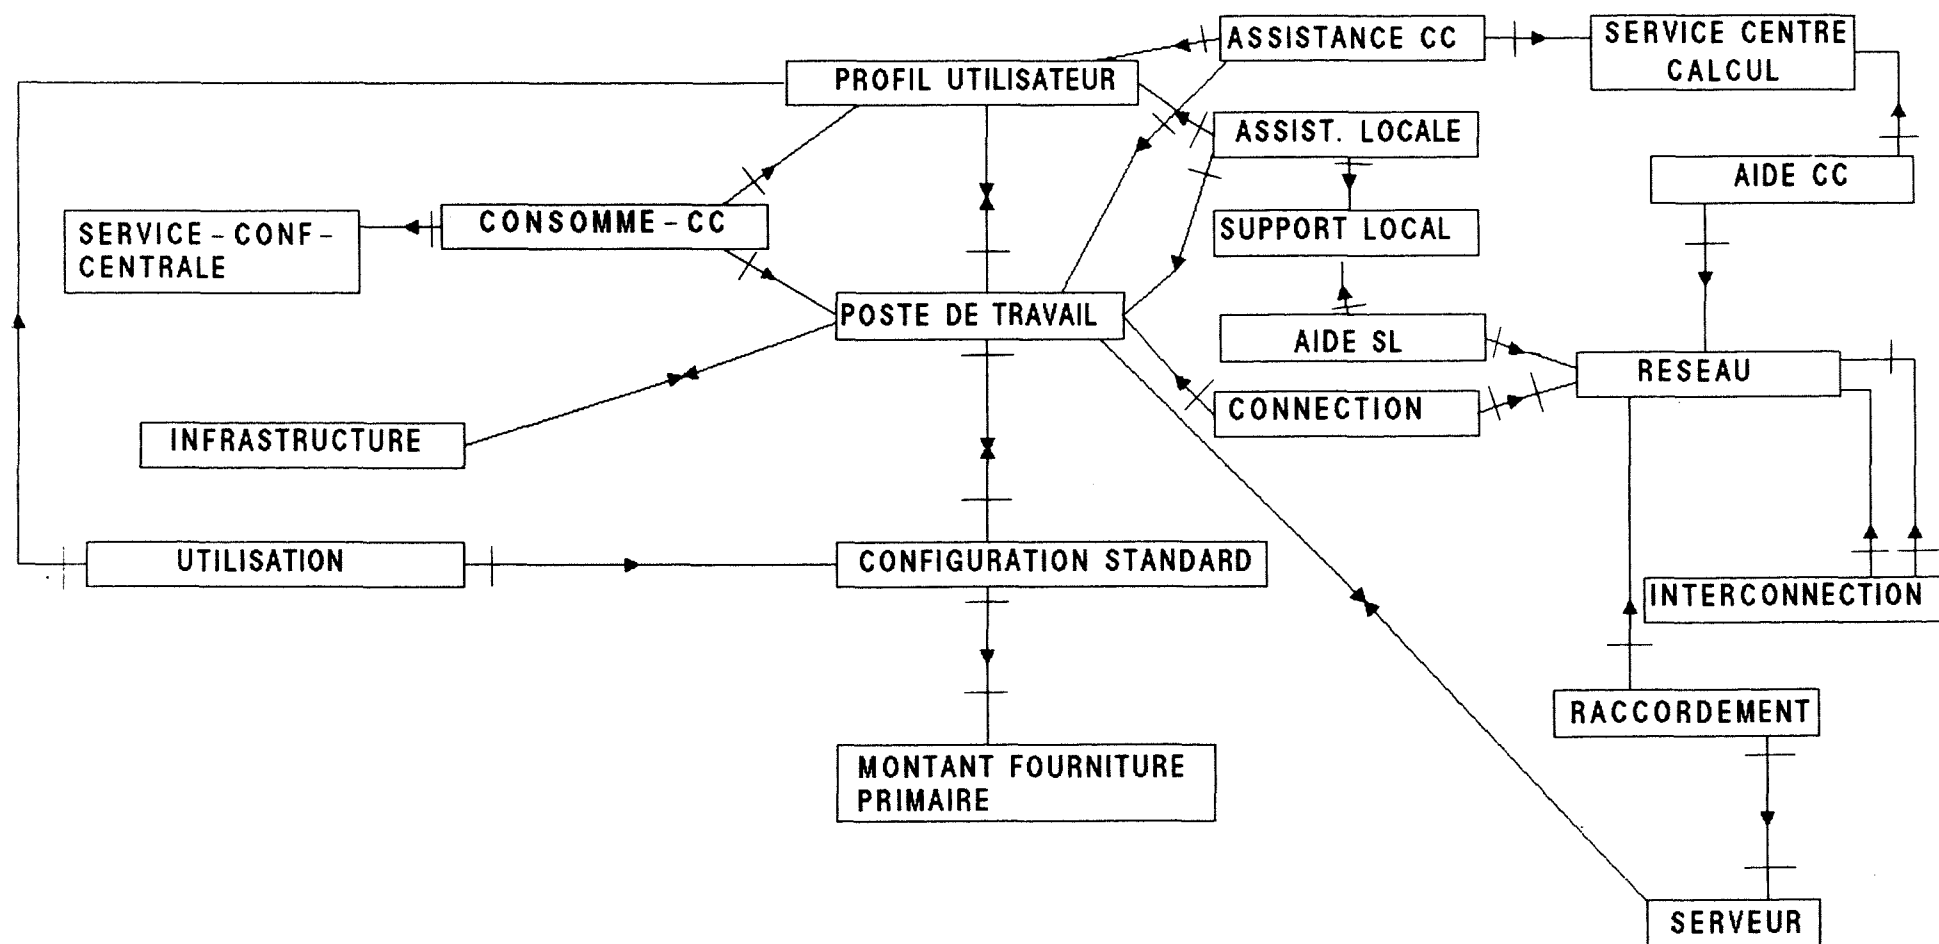 ASSISTANCE CC
SERVICE CENTRE
CALCUL
PROFIL UTILISATEUR
ASSIST. LOCALE
AIDE CC
SERVICE-CONF-
CENTRALE
CONSOMME-CC
SUPPORT LOCAL
POSTE DE TRAVAIL
AIDE SL
RESEAU
CONNECTION
INFRASTRUCTURE
UTILISATION
CONFIGURATION STANDARD
INTERCONNECTION
RACCORDEMENT
MONTANT FOURNITURE
PRIMAIRE
SERVEUR